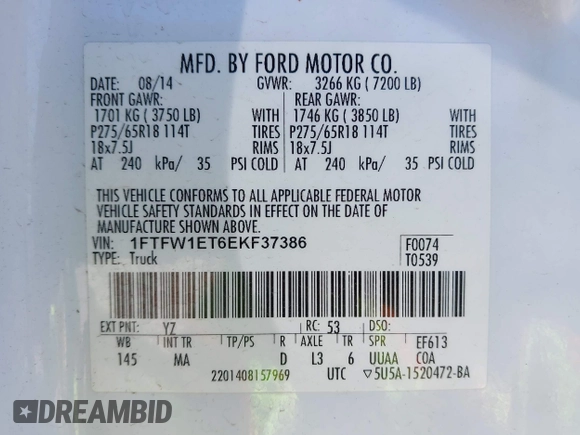 MFD. BY FORD MOTOR CO.
DATE: 08/14 GVWR: 3266 KG ( 7200 LB)
FRONT GAWR: REAR GAWR:
1701 KG ( 3750 LB) WITH 1746 KG ( 3850 LB) WITH
P275/65R18 114T TIRES P275/65R18 114T TIRES
18x7.5J RIMS 18x7.5J RIMS
AT 240 kPa/ 35 PSI COLD AT 240 kPa/ 35 PSI COLD
THIS VEHICLE CONFORMS TO ALL APPLICABLE FEDERAL MOTOR
VEHICLE SAFETY STANDARDS IN EFFECT ON THE DATE OF
MANUFACTURE SHOWN ABOVE.
VIN: 1FTFW1ET6EKF37386 F0074
TYPE: Truck T0539
EXT PNT: YZ RC: 53 DSO:
WB INT TR TP/PS R AXLE TR SPR EF613
145 MA D L3 6 UUAA COA
2201408157969 UTC ▽5U5A-1520472-BA
DREAMBID